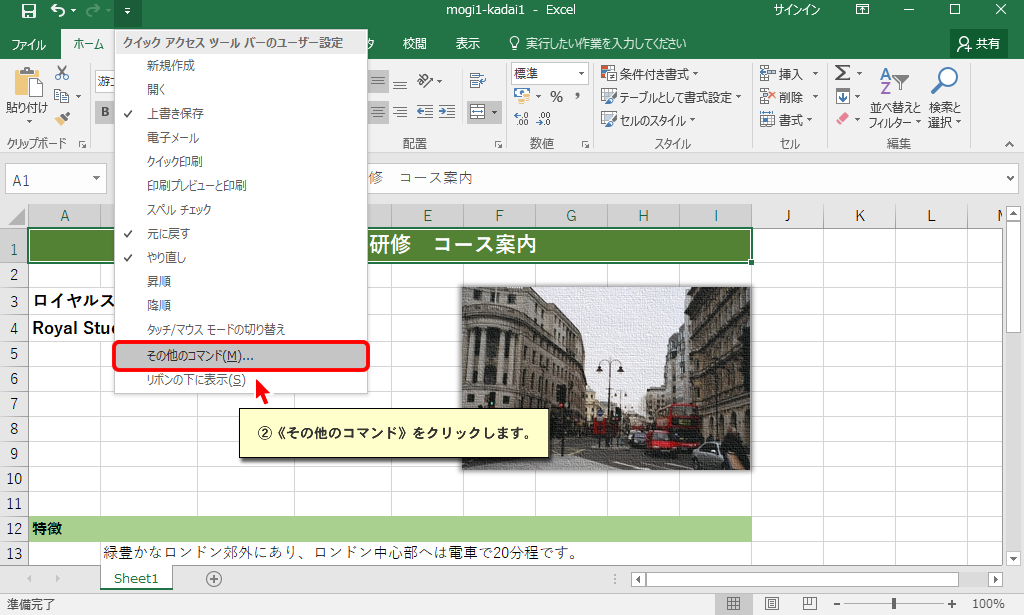 mogi1-kadai1 - Excel
サインイン
ファイル
ホーム
校閲
表示
実行したい作業を入力してください
共有
クイック アクセス ツール バーのユーザー設定
新規作成
開く
上書き保存
電子メール
クイック印刷
印刷プレビューと印刷
スペル チェック
元に戻す
やり直し
昇順
降順
タッチ/マウス モードの切り替え
その他のコマンド(M)...
リボンの下に表示(S)
②《その他のコマンド》をクリックします。
貼り付け
クリップボード
B
配置
標準
%
,
数値
条件付き書式
テーブルとして書式設定
セルのスタイル
スタイル
挿入
削除
書式
セル
Σ
並べ替えと
フィルター
検索と
選択
編集
A1
修 コース案内
A
E
F
G
H
I
J
K
L
1
研修 コース案内
2
3
ロイヤルス
4
Royal Stu
5
6
7
8
9
10
11
12
特徴
13
緑豊かなロンドン郊外にあり、ロンドン中心部へは電車で20分程です。
Sheet1
準備完了
100%